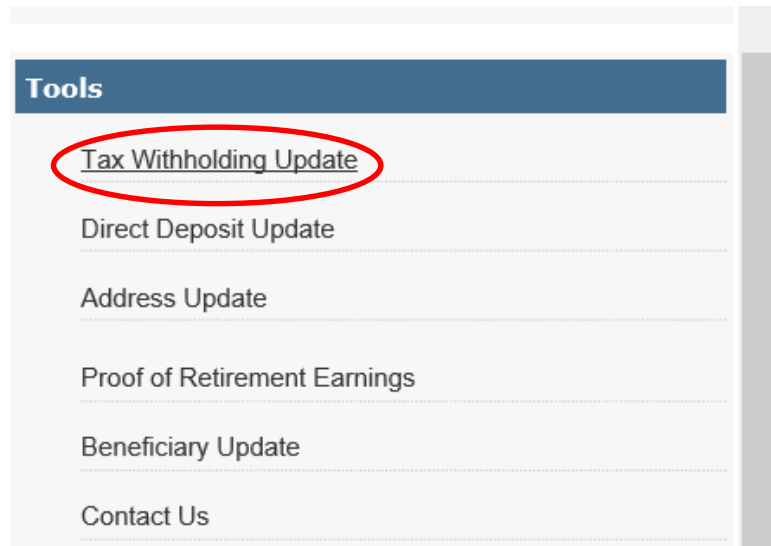 Tools
Tax Withholding Update
Direct Deposit Update
Address Update
Proof of Retirement Earnings
Beneficiary Update
Contact Us